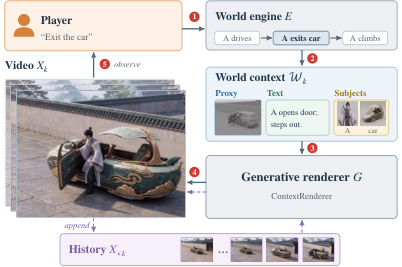 Player
"Exit the car"
1
World engine E
A drives
A exits car
A climbs
2
Video X_k
5 observe
World context W_k
Proxy
Text
Subjects
A opens door;
steps out.
A
car
3
4
Generative renderer G
ContextRenderer
append
History X_{<k}
...